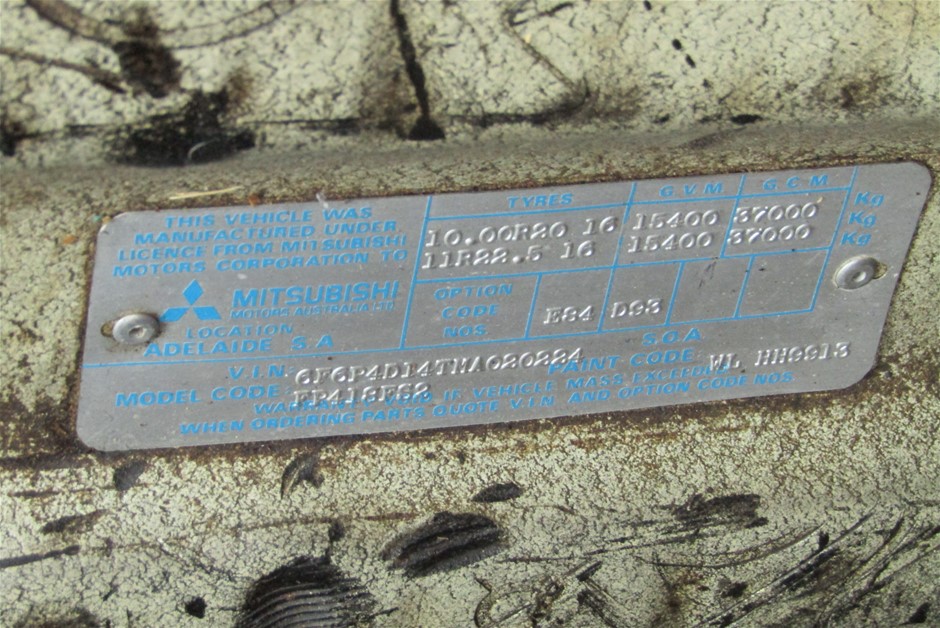 THIS VEHICLE WAS
MANUFACTURED UNDER
LICENCE FROM MITSUBISHI
MOTORS CORPORATION TO
MITSUBISHI
MOTORS AUSTRALIA LTD.
LOCATION
ADELAIDE S.A
TYRES G.V.M G.C.M
10.00R20 16 15400 37000 Kg
11R22.5 16 15400 37000 Kg
Kg
OPTION
CODE
NOS. E84 D93
V.I.N. 6F6P4D14TMA020224 S.O.A.
MODEL CODE FP418FS2 PAINT CODE WL HH9913
WARRANTY VOID IF VEHICLE MASS EXCEEDED
WHEN ORDERING PARTS QUOTE V.I.N. AND OPTION CODE NOS